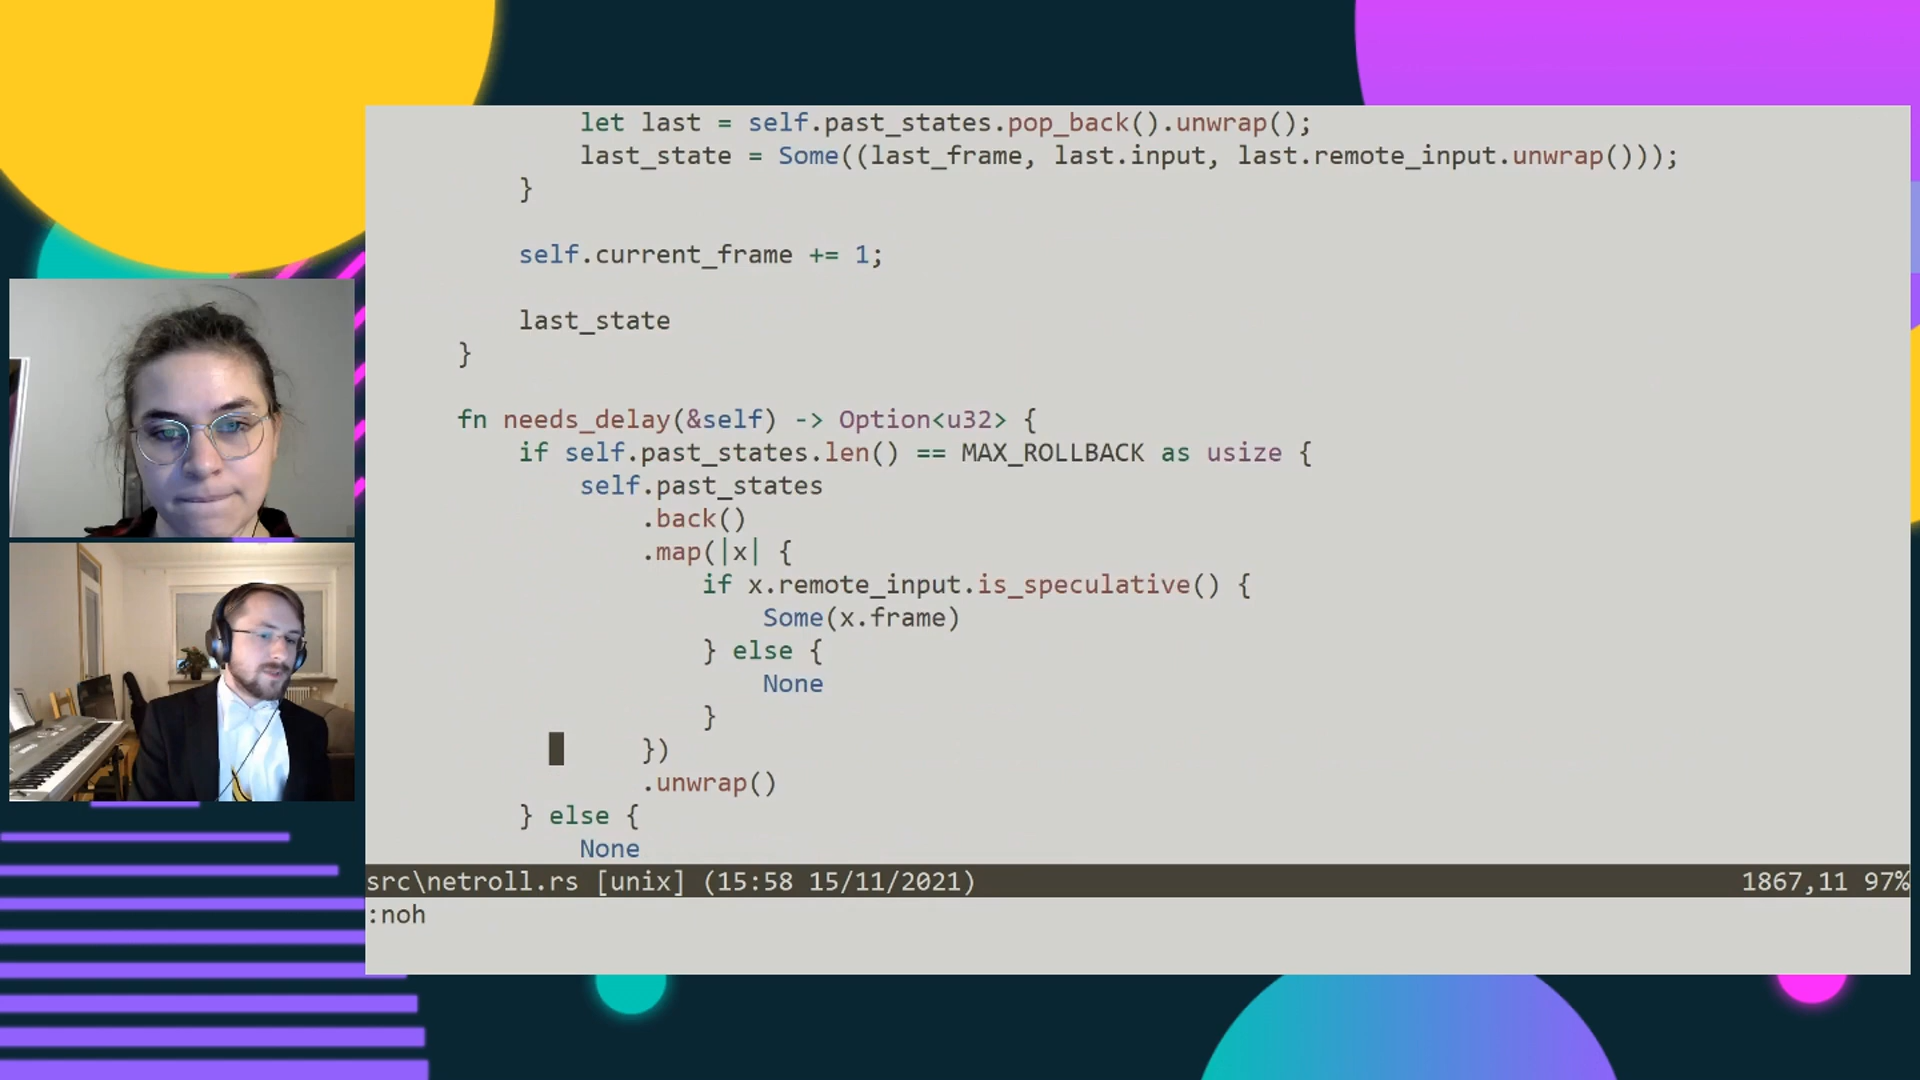 let last = self.past_states.pop_back().unwrap();
last_state = Some((last_frame, last.input, last.remote_input.unwrap()));
}
self.current_frame += 1;
last_state
}
fn needs_delay(&self) -> Option<u32> {
if self.past_states.len() == MAX_ROLLBACK as usize {
self.past_states
.back()
.map(|x| {
if x.remote_input.is_speculative() {
Some(x.frame)
} else {
None
}
})
.unwrap()
} else {
None
src\netroll.rs [unix] (15:58 15/11/2021) 1867,11 97%
:noh